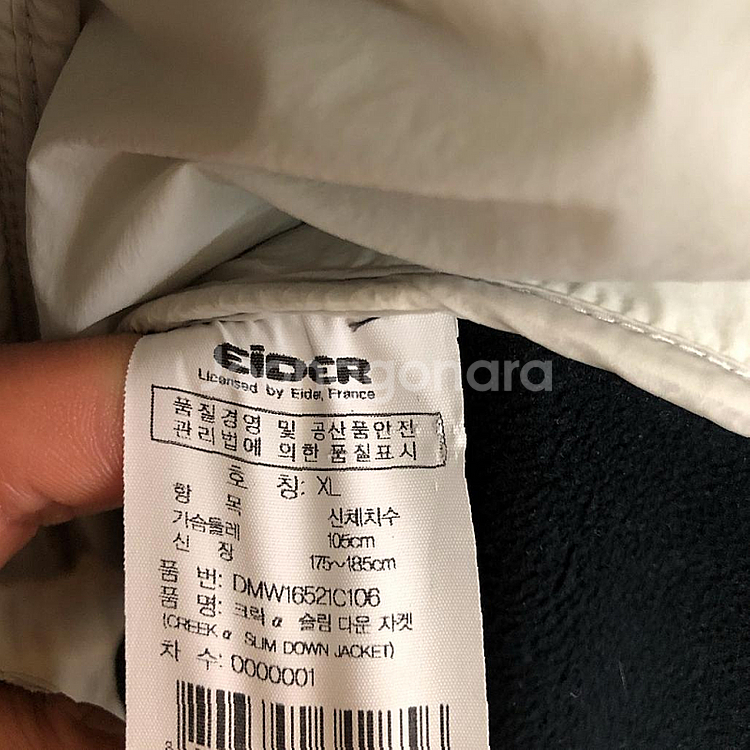 EIDER
Licensed by Eider, France
품질경영 및 공산품안전
관리법에 의한 품질표시
호 칭: XL
항 목 신체치수
가슴둘레 105cm
신 장 175~185cm
품 번: DMW16521C106
품 명: 크릭 α 슬림 다운 자켓
(CREEK α SLIM DOWN JACKET)
차 수: 0000001